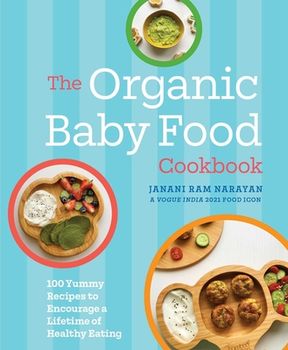 The Organic
Baby Food
Cookbook
JANANI RAM NARAYAN
A VOGUE INDIA 2021 FOOD ICON
100 Yummy
Recipes to
Encourage a
Lifetime of
Healthy Eating